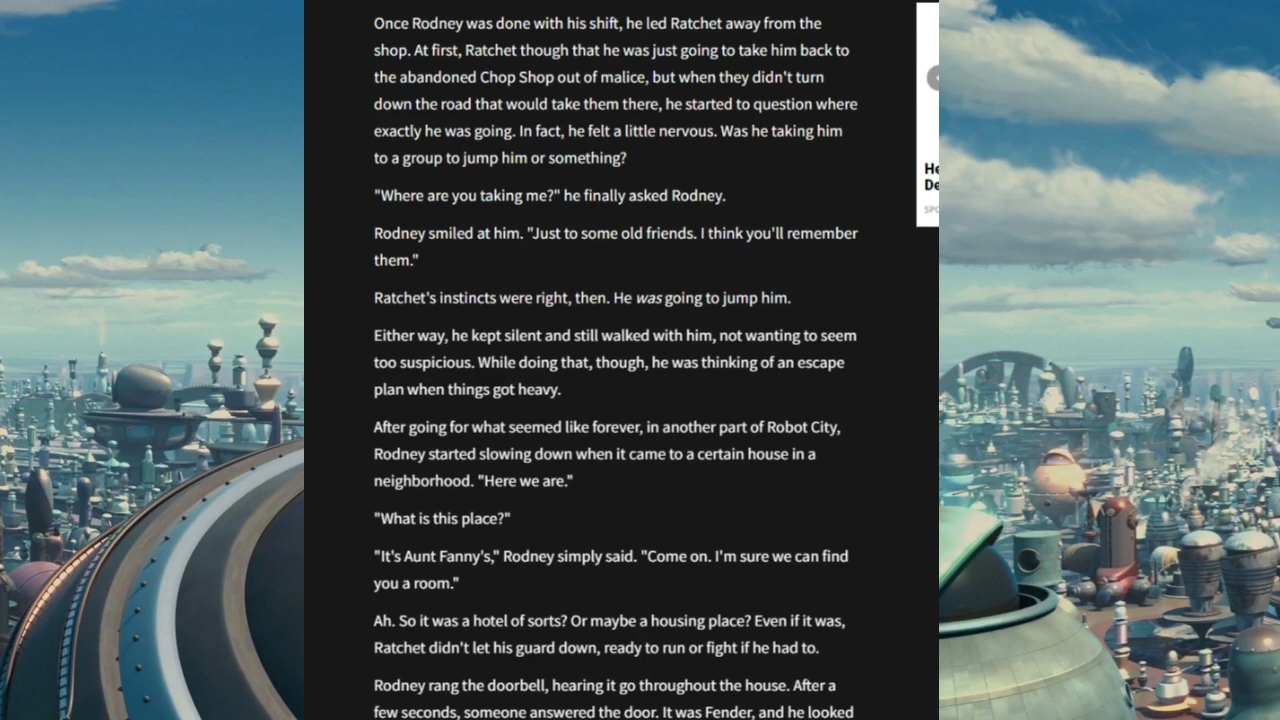 Once Rodney was done with his shift, he led Ratchet away from the
shop. At first, Ratchet though that he was just going to take him back to
the abandoned Chop Shop out of malice, but when they didn't turn
down the road that would take them there, he started to question where
exactly he was going. In fact, he felt a little nervous. Was he taking him
to a group to jump him or something?
"Where are you taking me?" he finally asked Rodney.
Rodney smiled at him. "Just to some old friends. I think you'll remember
them."
Ratchet's instincts were right, then. He was going to jump him.
Either way, he kept silent and still walked with him, not wanting to seem
too suspicious. While doing that, though, he was thinking of an escape
plan when things got heavy.
After going for what seemed like forever, in another part of Robot City,
Rodney started slowing down when it came to a certain house in a
neighborhood. "Here we are."
"What is this place?"
"It's Aunt Fanny's," Rodney simply said. "Come on. I'm sure we can find
you a room."
Ah. So it was a hotel of sorts? Or maybe a housing place? Even if it was,
Ratchet didn't let his guard down, ready to run or fight if he had to.
Rodney rang the doorbell, hearing it go throughout the house. After a
few seconds, someone answered the door. It was Fender, and he looked
He
De
SPO